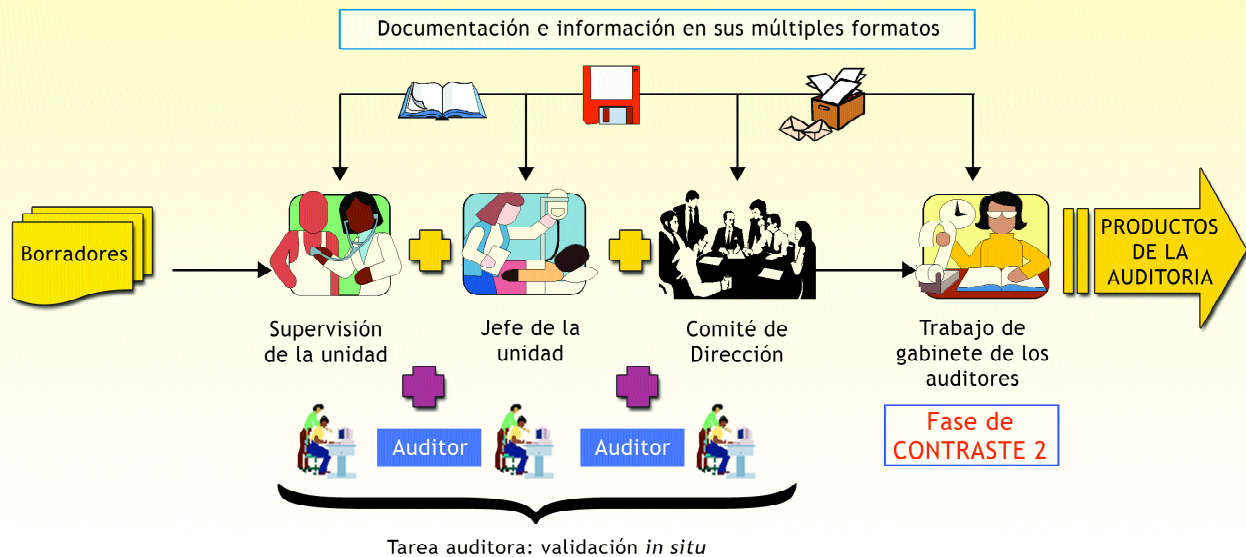 Documentación e información en sus múltiples formatos
Borradores
PRODUCTOS
DE LA
AUDITORIA
Supervisión
de la unidad
Jefe de la
unidad
Comité de
Dirección
Trabajo de
gabinete de los
auditores
Fase de
CONTRASTE 2
Auditor
Auditor
Tarea auditora: validación in situ